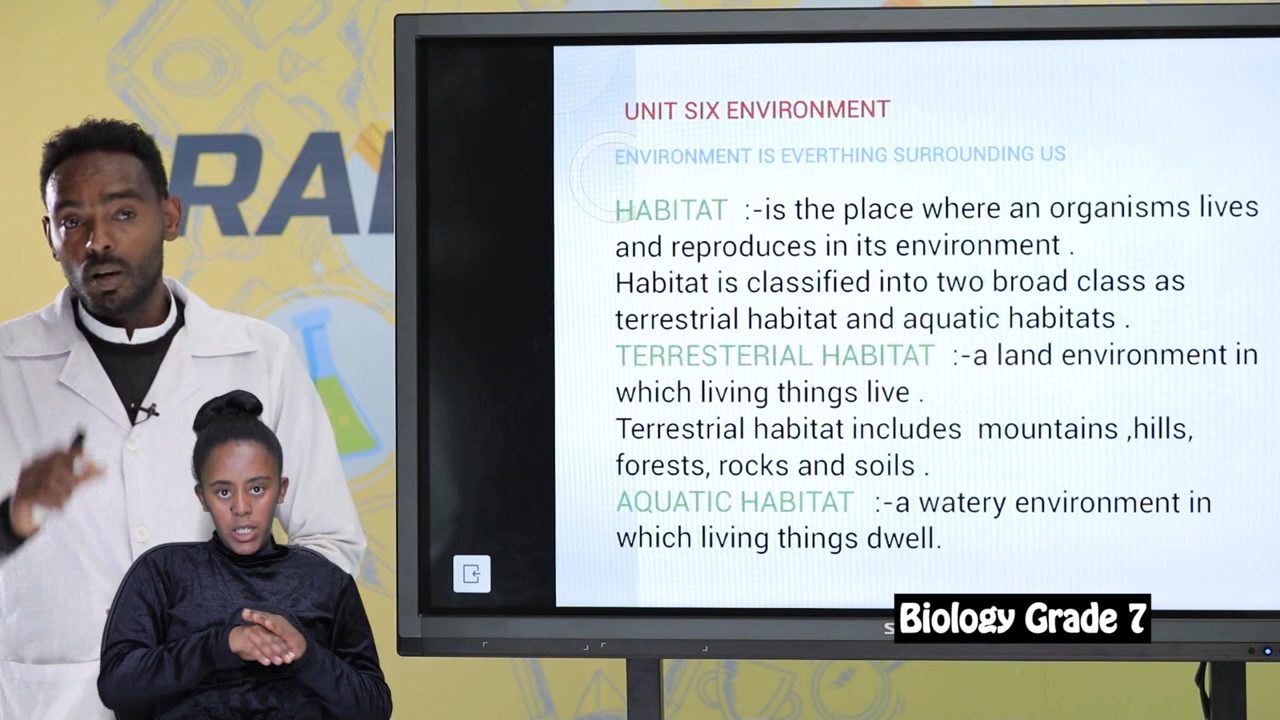 UNIT SIX ENVIRONMENT
ENVIRONMENT IS EVERTHING SURROUNDING US
HABITAT :-is the place where an organisms lives
and reproduces in its environment .
Habitat is classified into two broad class as
terrestrial habitat and aquatic habitats .
TERRESTERIAL HABITAT :-a land environment in
which living things live .
Terrestrial habitat includes mountains ,hills,
forests, rocks and soils .
AQUATIC HABITAT :-a watery environment in
which living things dwell.
Biology Grade 7